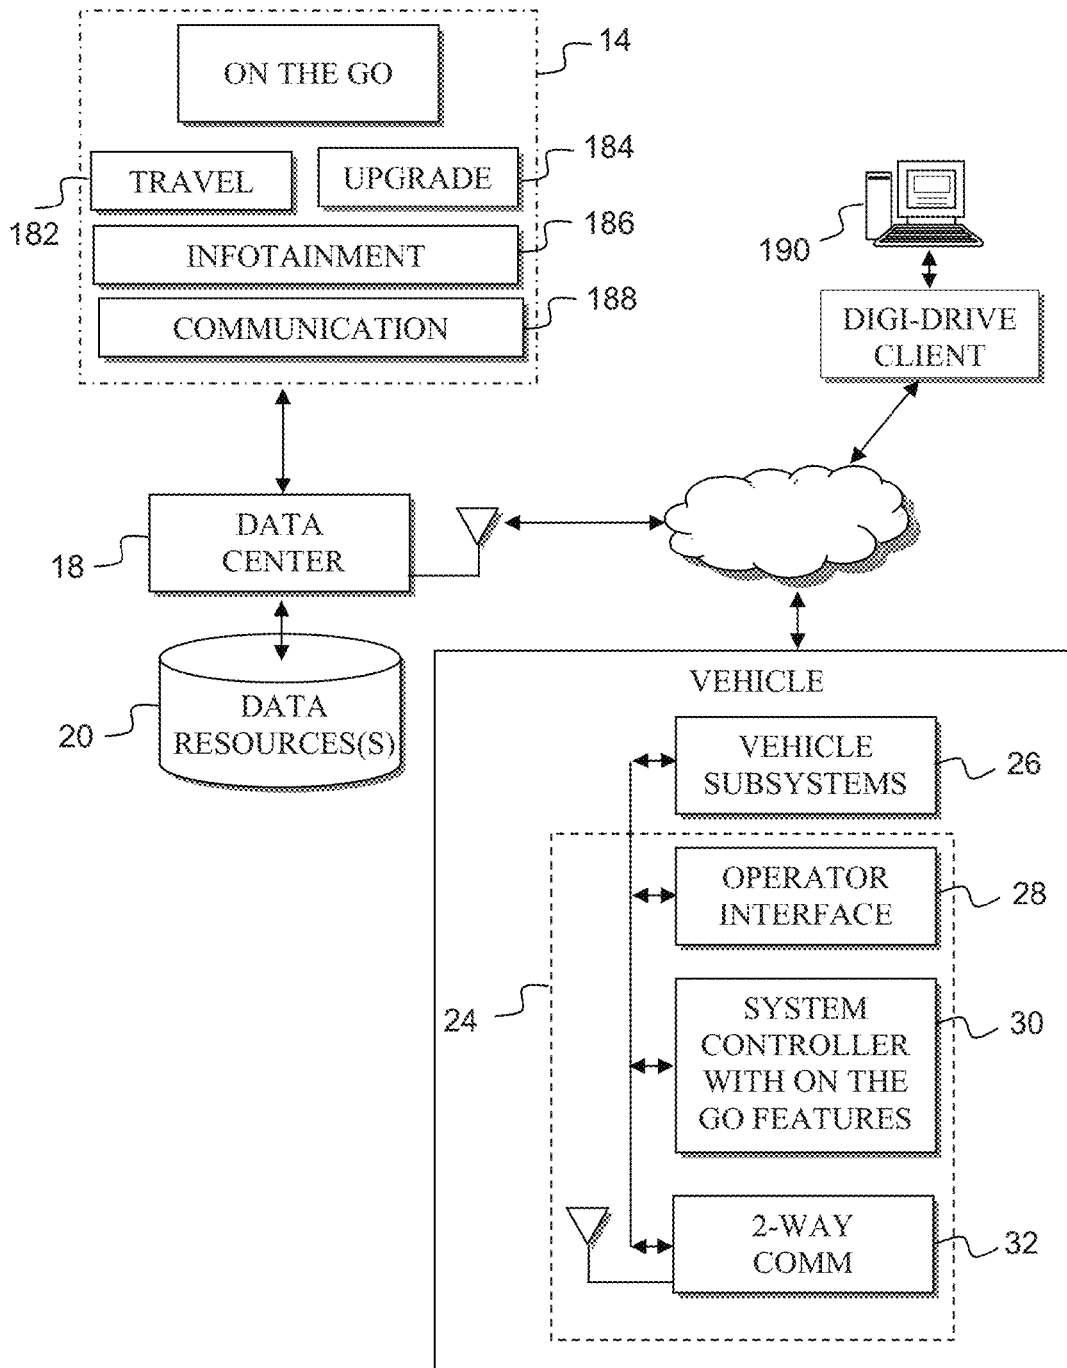 ON THE GO
14
TRAVEL
182
UPGRADE
184
INFOTAINMENT
186
COMMUNICATION
188
190
DIGI-DRIVE
CLIENT
DATA
CENTER
18
DATA
RESOURCES(S)
20
VEHICLE
VEHICLE
SUBSYSTEMS
26
OPERATOR
INTERFACE
28
24
SYSTEM
CONTROLLER
WITH ON THE
GO FEATURES
30
2-WAY
COMM
32